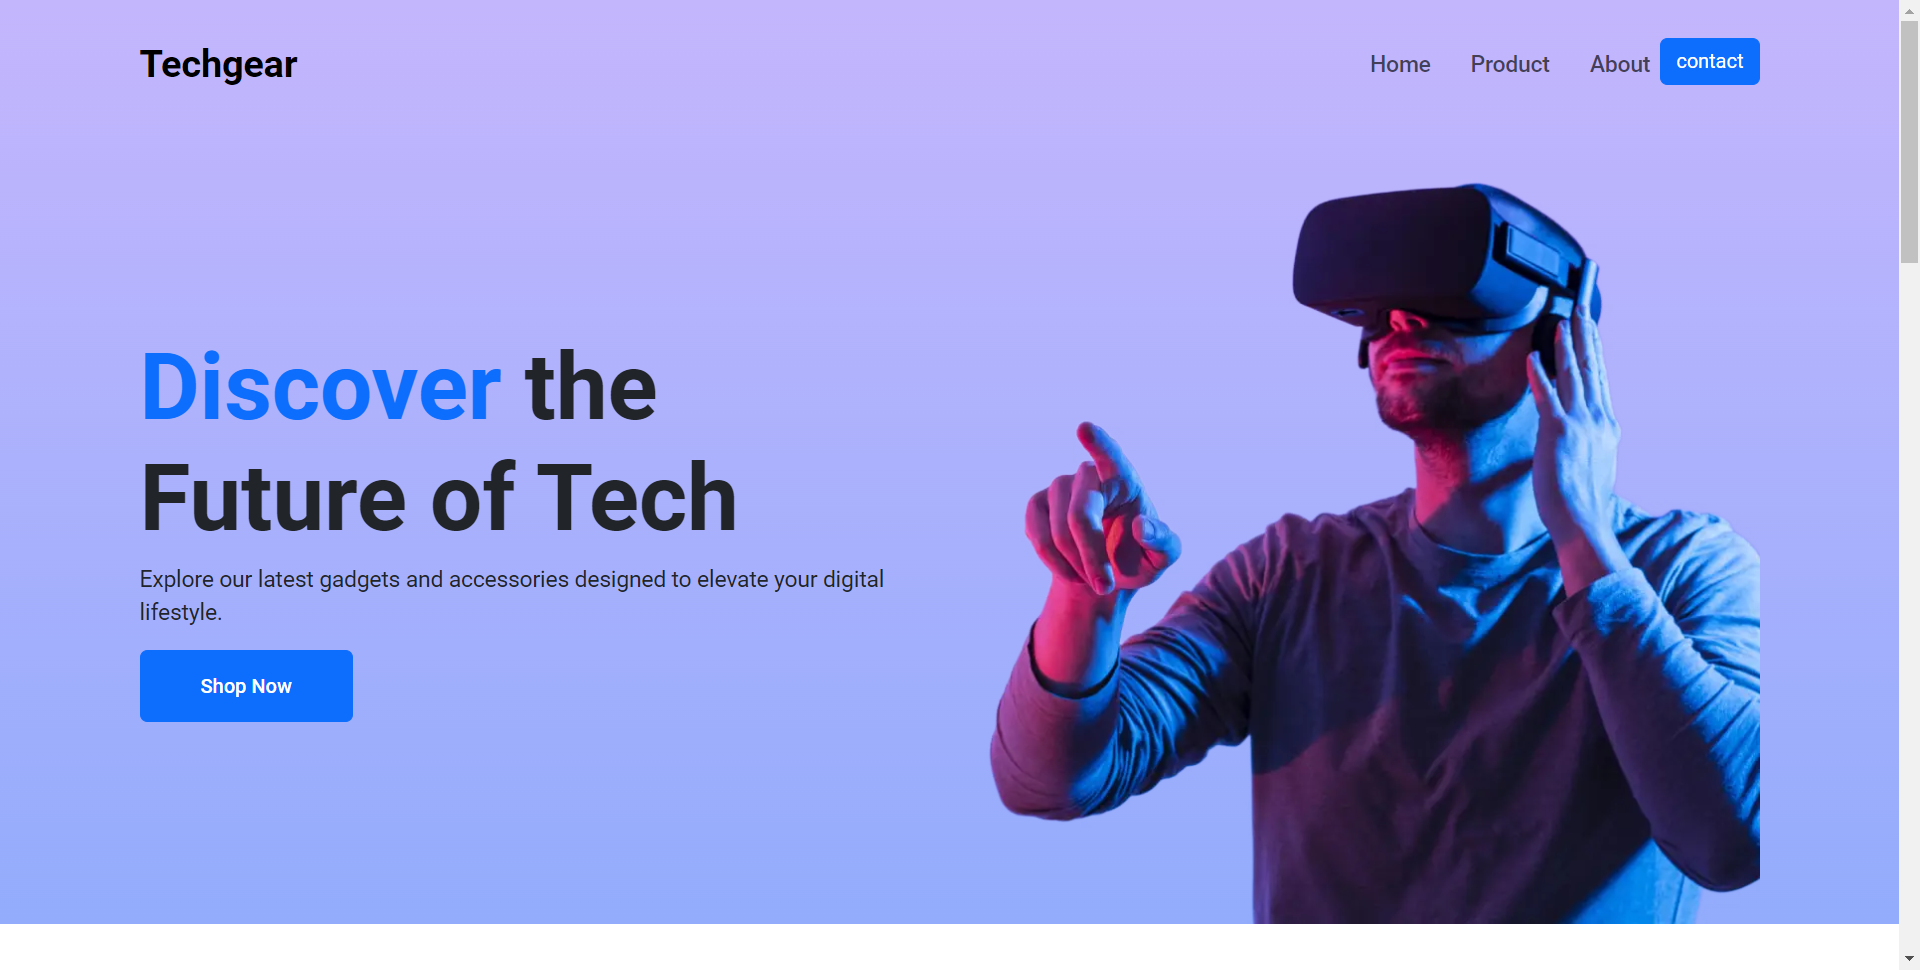 Techgear
Home Product About contact
Discover the
Future of Tech
Explore our latest gadgets and accessories designed to elevate your digital
lifestyle.
Shop Now